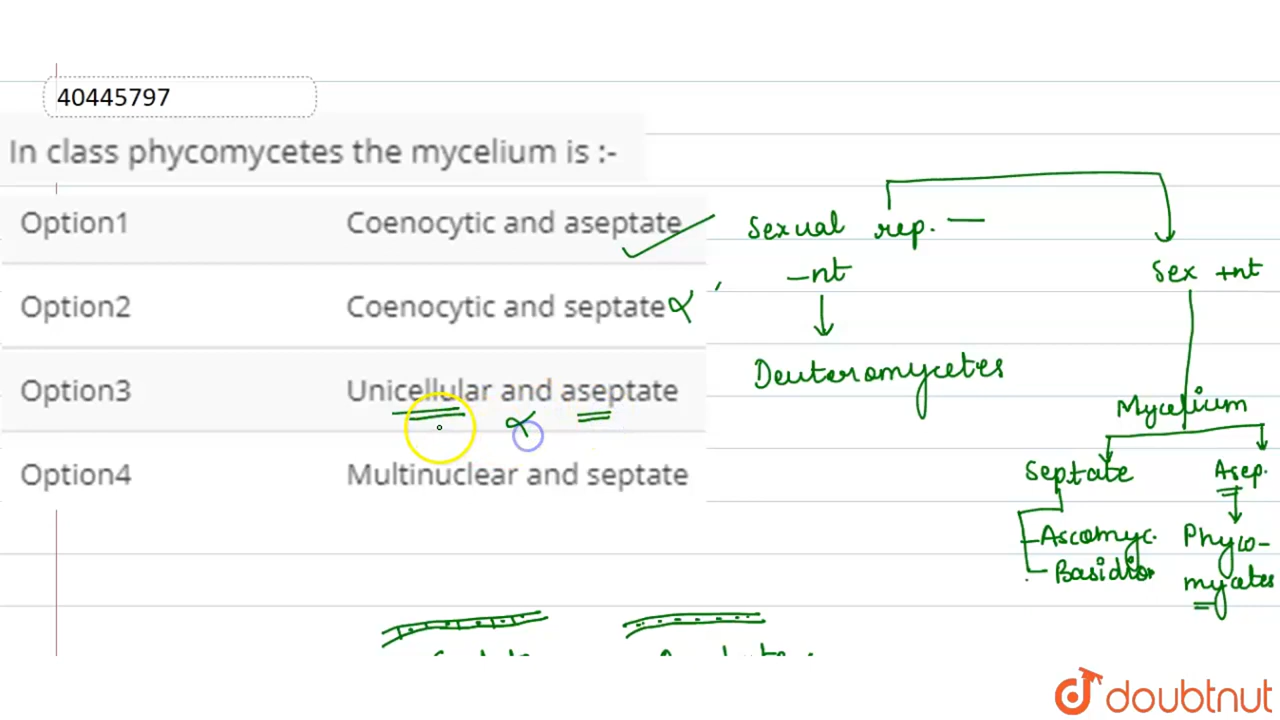 40445797
In class phycomycetes the mycelium is :-
Option1 Coenocytic and aseptate
Option2 Coenocytic and septate
Option3 Unicellular and aseptate
Option4 Multinuclear and septate
Sexual rep. —
-nt
Sex +nt
Deuteromycetes
Mycelium
Septate
Asep.
Ascomyc.
Basidio
Phyco-
mycetes
doubtnut